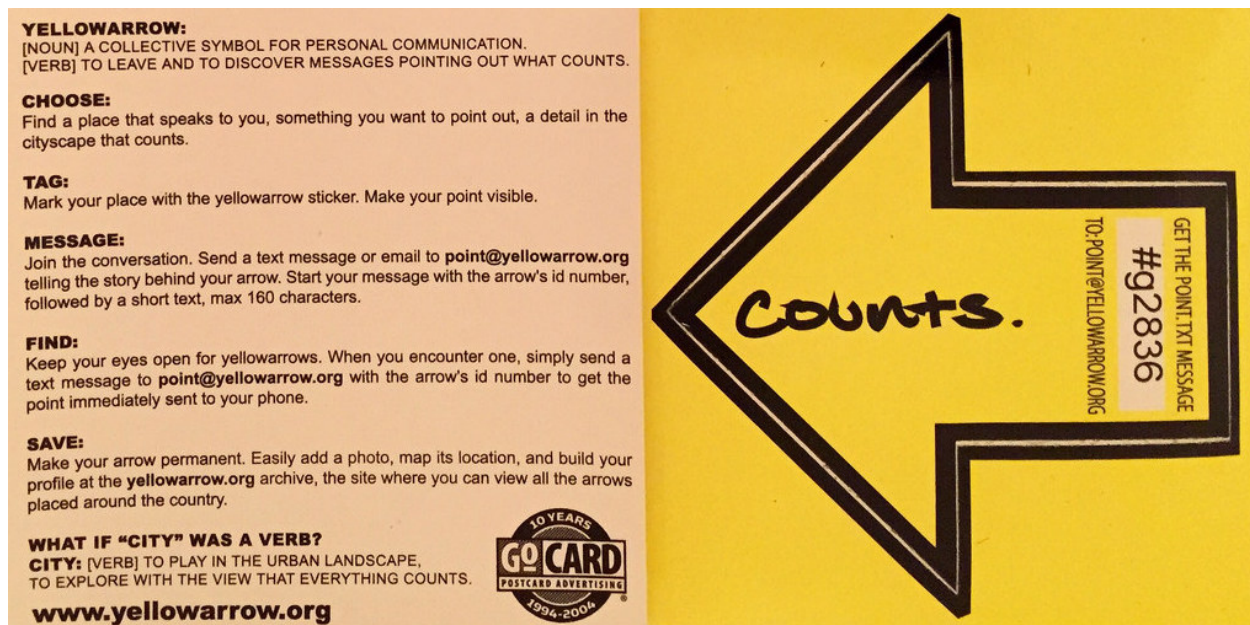 YELLOWARROW:
[NOUN] A COLLECTIVE SYMBOL FOR PERSONAL COMMUNICATION.
[VERB] TO LEAVE AND TO DISCOVER MESSAGES POINTING OUT WHAT COUNTS.
CHOOSE:
Find a place that speaks to you, something you want to point out, a detail in the
cityscape that counts.
TAG:
Mark your place with the yellowarrow sticker. Make your point visible.
MESSAGE:
Join the conversation. Send a text message or email to point@yellowarrow.org
telling the story behind your arrow. Start your message with the arrow's id number,
followed by a short text, max 160 characters.
FIND:
Keep your eyes open for yellowarrows. When you encounter one, simply send a
text message to point@yellowarrow.org with the arrow's id number to get the
point immediately sent to your phone.
SAVE:
Make your arrow permanent. Easily add a photo, map its location, and build your
profile at the yellowarrow.org archive, the site where you can view all the arrows
placed around the country.
WHAT IF “CITY” WAS A VERB?
CITY: [VERB] TO PLAY IN THE URBAN LANDSCAPE,
TO EXPLORE WITH THE VIEW THAT EVERYTHING COUNTS.
www.yellowarrow.org
10 YEARS
GOCARD
POSTCARD ADVERTISING
®
1994-2004
counts.
GET THE POINT. TXT MESSAGE
#g2836
TO: POINT@YELLOWARROW.ORG